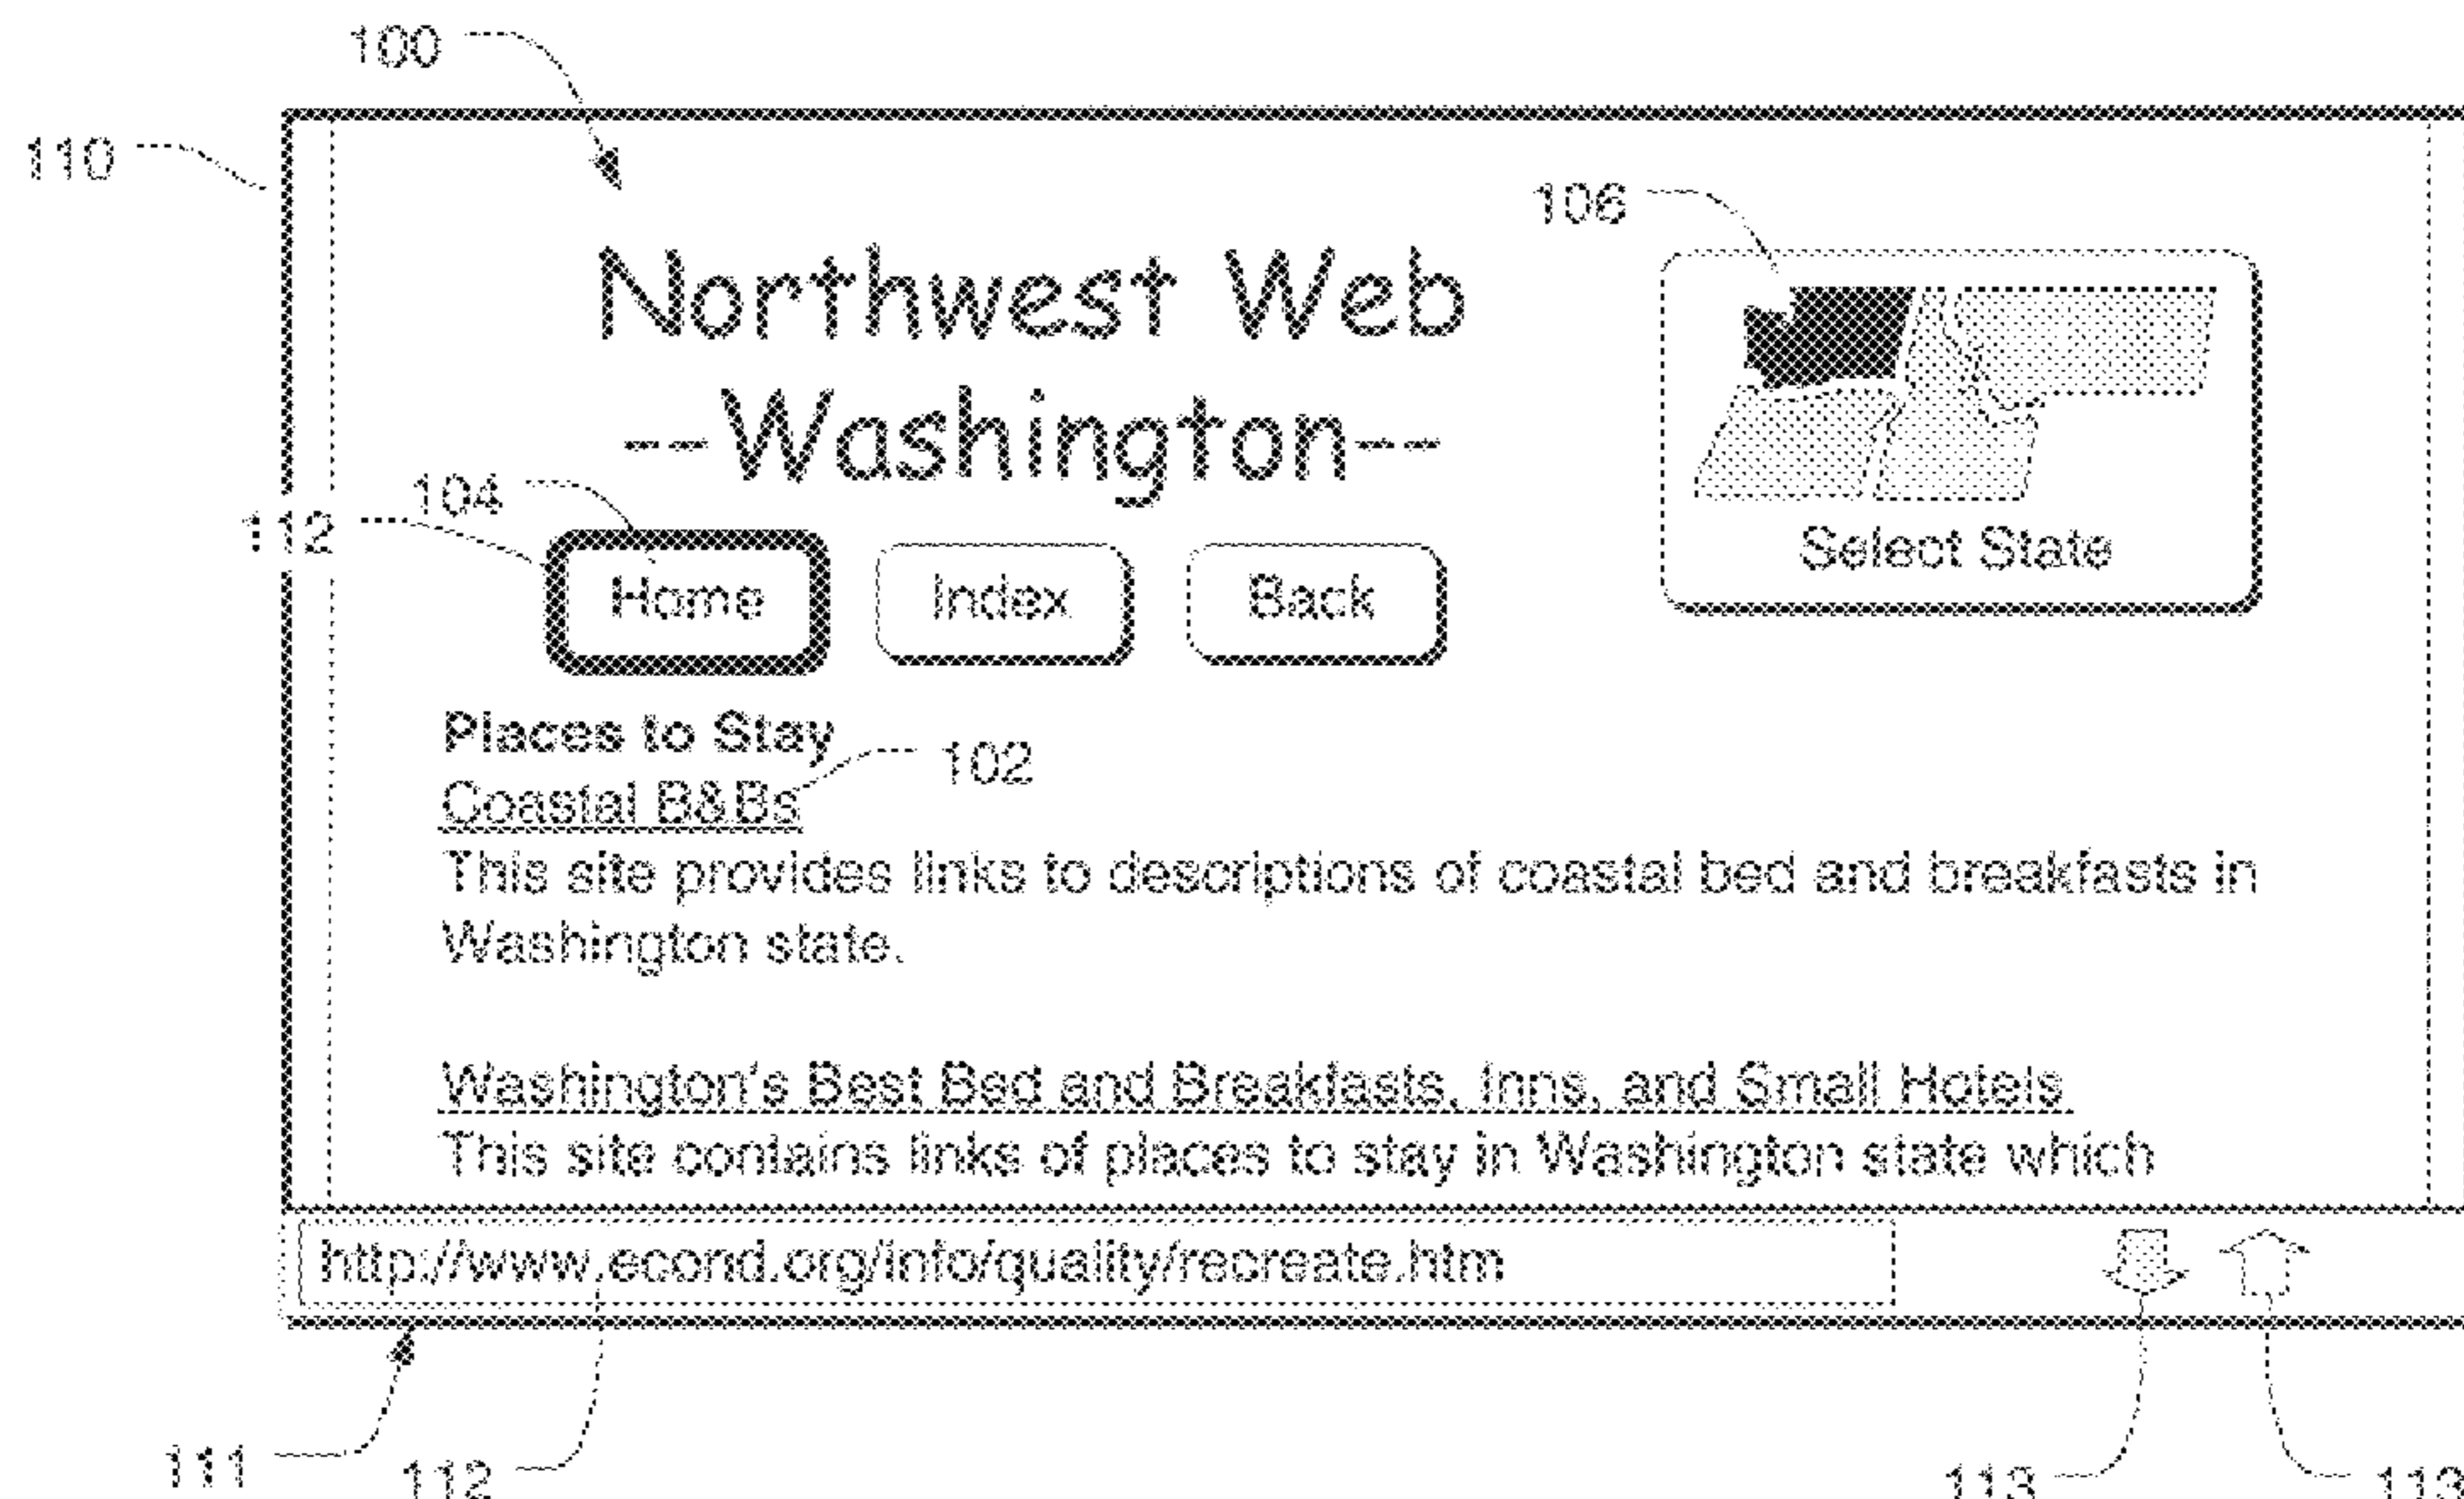 100
110
106
Northwest Web
--Washington--
104
112
Select State
Home Index Back
Places to Stay
102
Coastal B&Bs
This site provides links to descriptions of coastal bed and breakfasts in
Washington state.
Washington's Best Bed and Breakfasts, Inns, and Small Hotels
This site contains links of places to stay in Washington state which
http://www.econd.org/info/quality/recreate.htm
111 112 113 113